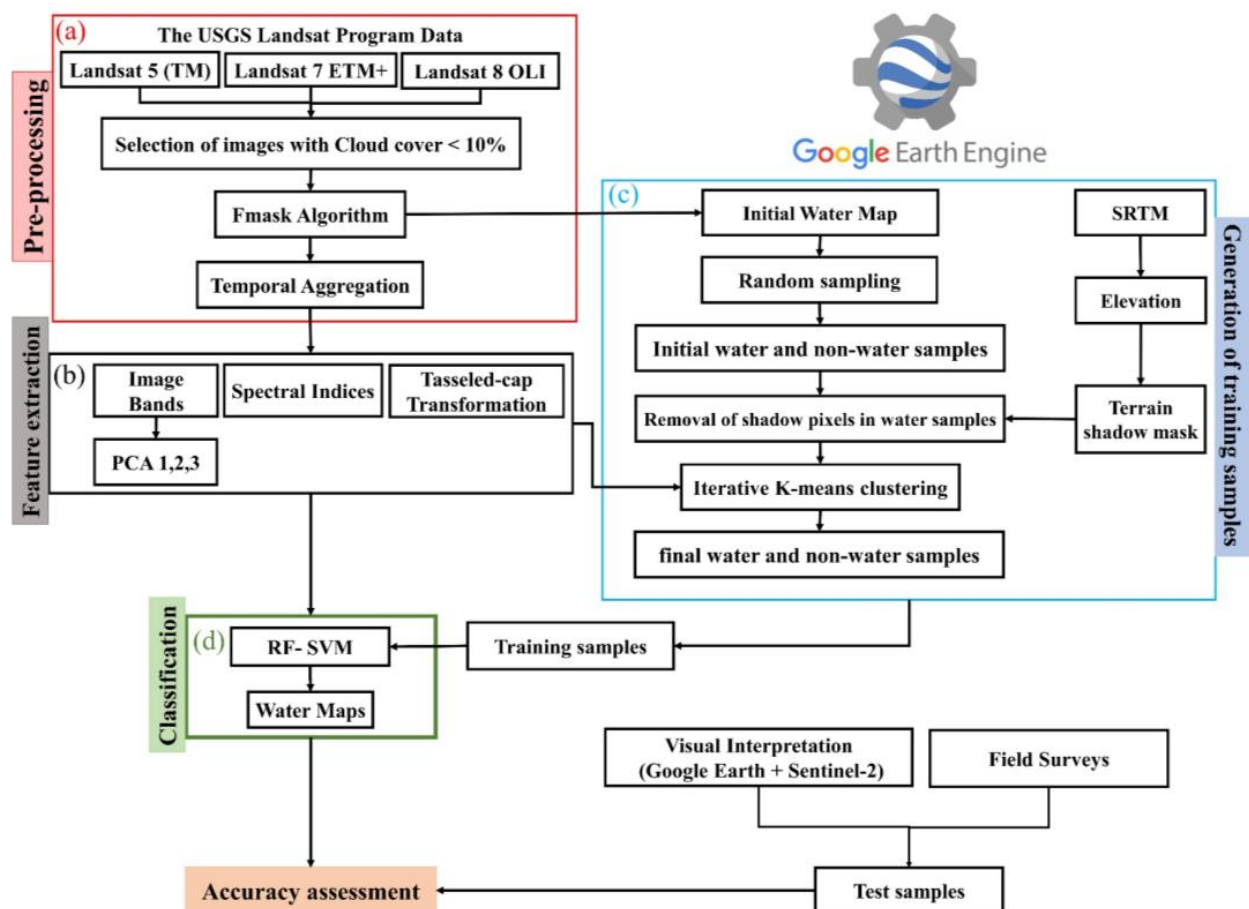 (a)
The USGS Landsat Program Data
Landsat 5 (TM)
Landsat 7 ETM+
Landsat 8 OLI
Selection of images with Cloud cover < 10%
Fmask Algorithm
Temporal Aggregation
Pre-processing
Google Earth Engine
(b)
Image
Bands
Spectral Indices
Tasseled-cap
Transformation
PCA 1,2,3
Feature extraction
(c)
Initial Water Map
SRTM
Random sampling
Elevation
Initial water and non-water samples
Removal of shadow pixels in water samples
Terrain
shadow mask
Iterative K-means clustering
final water and non-water samples
Generation of training samples
(d)
RF- SVM
Training samples
Water Maps
Classification
Visual Interpretation
(Google Earth + Sentinel-2)
Field Surveys
Accuracy assessment
Test samples